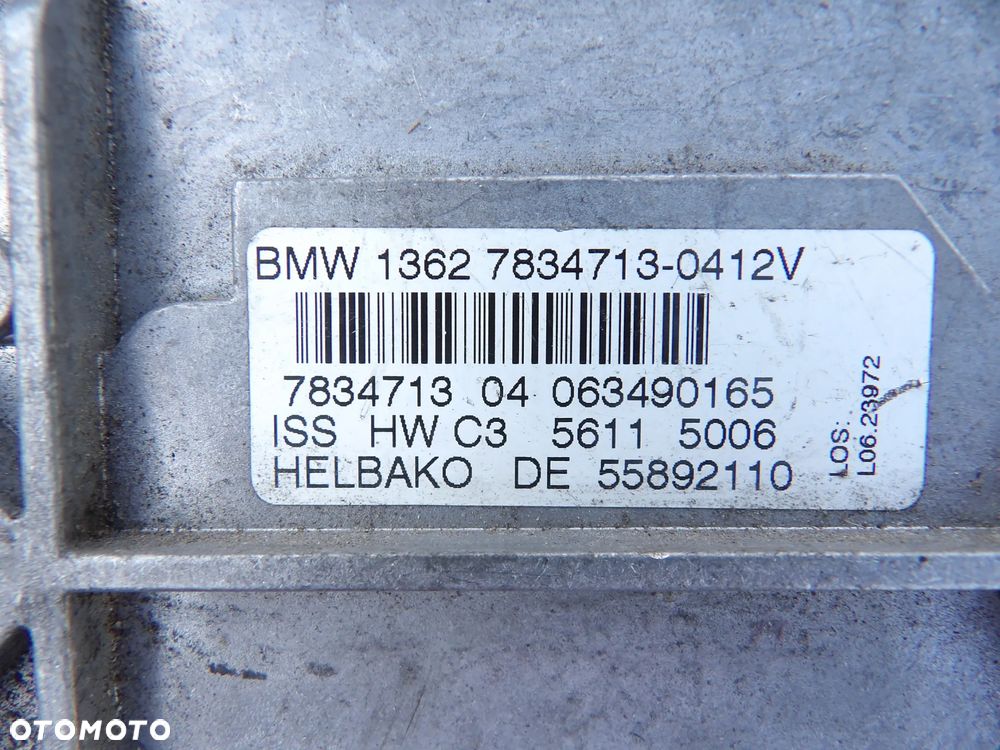 BMW 1362 7834713-0412V
7834713 04 063490165
ISS HW C3 5611 5006
HELBAKO DE 55892110
LOS:
L06.23972
OTOMOTO